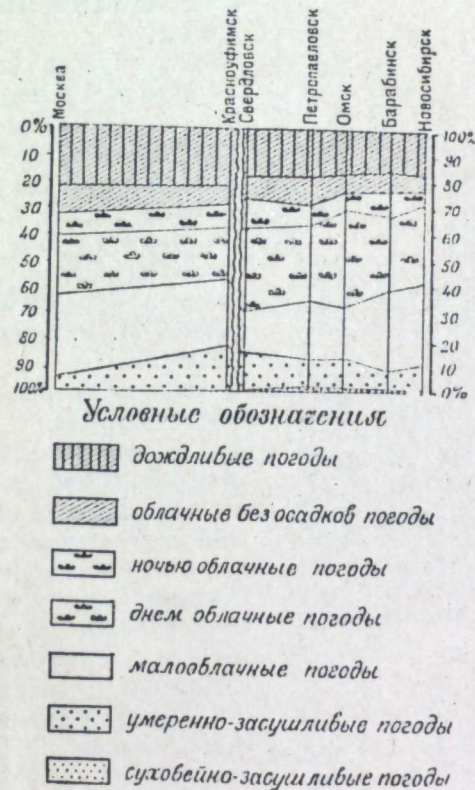 Москва
Красноуфимск
Свердловск
Петропавловск
Омск
Барабинск
Новосибирск
0%
10
20
30
40
50
60
70
80
90
100%
100%
90
80
70
60
50
40
30
20
10
0%
Условные обозначения
дождливые погоды
облачные без осадков погоды
ночью облачные погоды
днем облачные погоды
малооблачные погоды
умеренно-засушливые погоды
суховейно-засушливые погоды